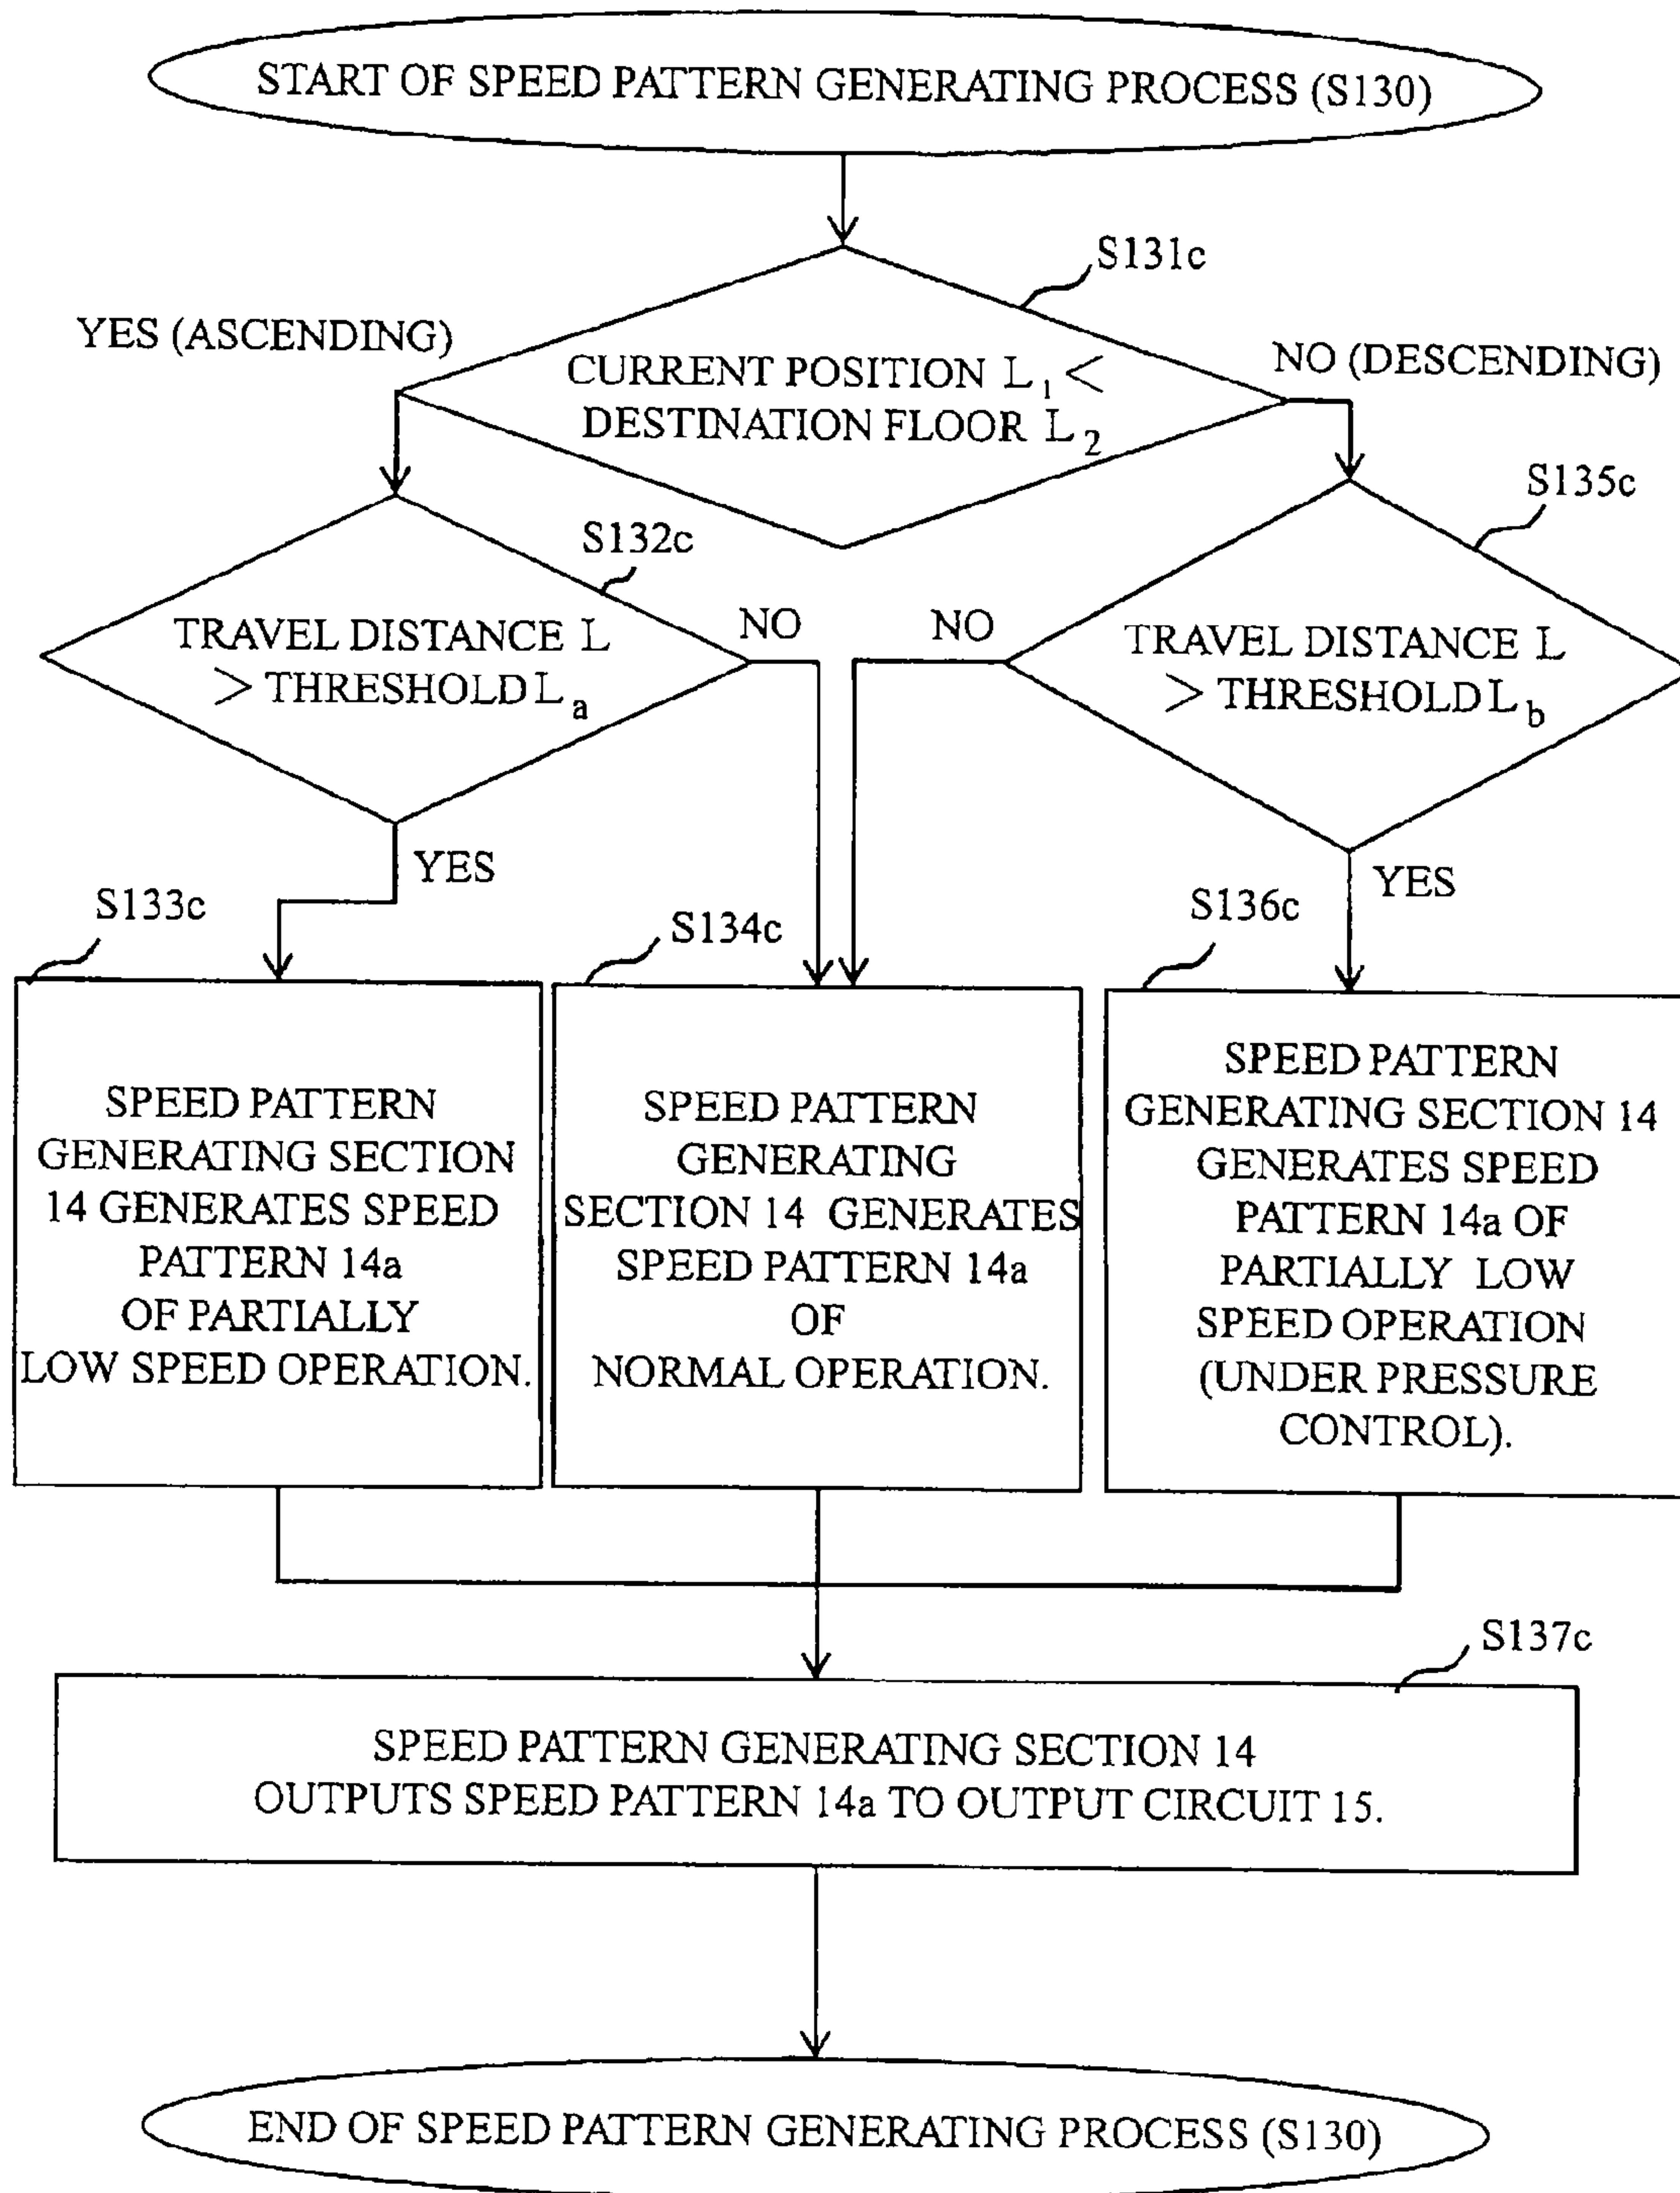 START OF SPEED PATTERN GENERATING PROCESS (S130)
S131c
YES (ASCENDING)
NO (DESCENDING)
CURRENT POSITION L1 <
DESTINATION FLOOR L2
S132c
S135c
TRAVEL DISTANCE L
> THRESHOLD La
NO
NO
TRAVEL DISTANCE L
> THRESHOLD Lb
YES
YES
S133c
S134c
S136c
SPEED PATTERN
GENERATING SECTION
14 GENERATES SPEED
PATTERN 14a
OF PARTIALLY
LOW SPEED OPERATION.
SPEED PATTERN
GENERATING
SECTION 14 GENERATES
SPEED PATTERN 14a
OF
NORMAL OPERATION.
SPEED PATTERN
GENERATING SECTION 14
GENERATES SPEED
PATTERN 14a OF
PARTIALLY LOW
SPEED OPERATION
(UNDER PRESSURE
CONTROL).
S137c
SPEED PATTERN GENERATING SECTION 14
OUTPUTS SPEED PATTERN 14a TO OUTPUT CIRCUIT 15.
END OF SPEED PATTERN GENERATING PROCESS (S130)